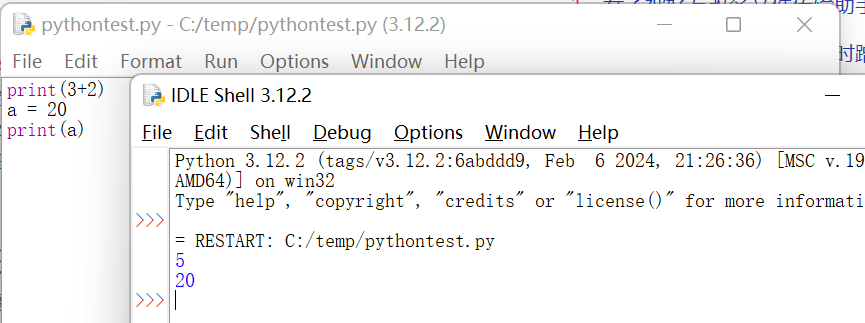 pythontest.py - C:/temp/pythontest.py (3.12.2)
File Edit Format Run Options Window Help
print(3+2)
a = 20
print(a)
IDLE Shell 3.12.2
File Edit Shell Debug Options Window Help
Python 3.12.2 (tags/v3.12.2:6abddd9, Feb  6 2024, 21:26:36) [MSC v.19
AMD64)] on win32
Type "help", "copyright", "credits" or "license()" for more informati
>>>
= RESTART: C:/temp/pythontest.py
5
20
>>>